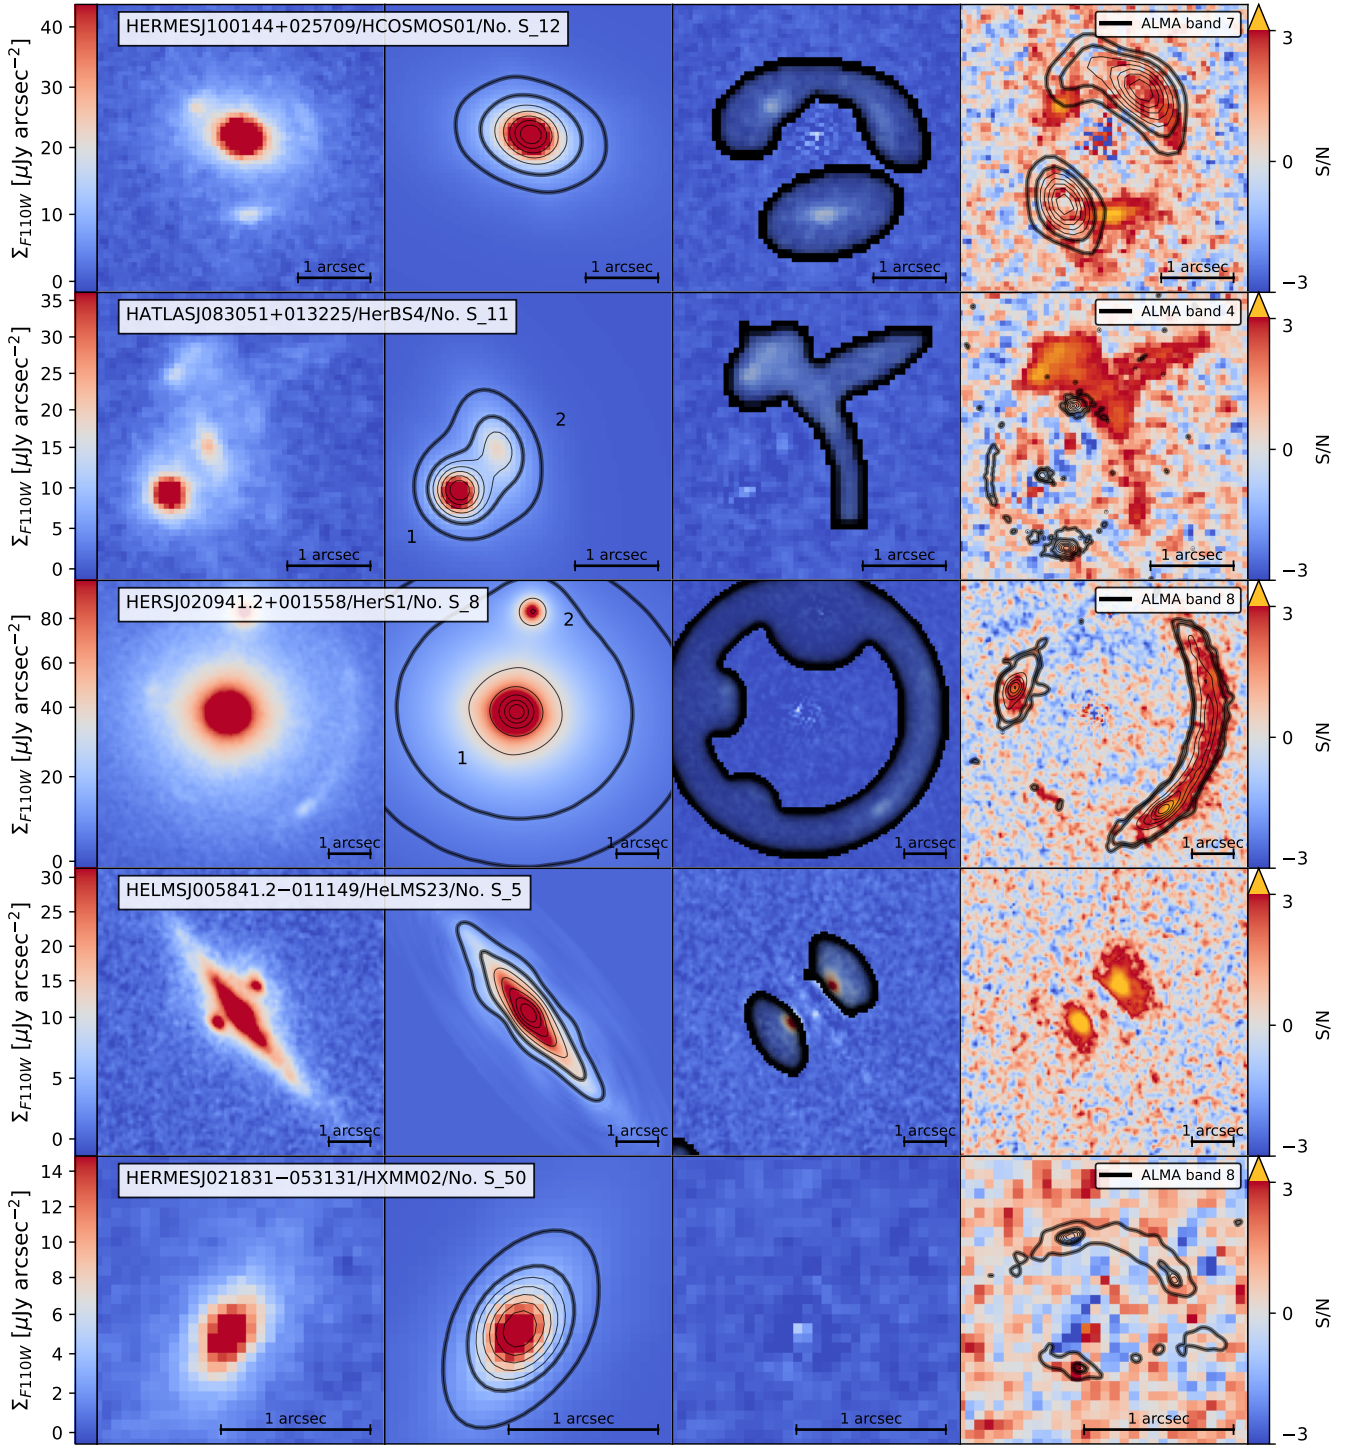 HERMESJ100144+025709/HCOSMOS01/No. S_12
ALMA band 7
Σ_F110W [μJy arcsec⁻²]
40
30
20
10
0
1 arcsec
1 arcsec
1 arcsec
1 arcsec
3
0
−3
S/N
HATLASJ083051+013225/HerBS4/No. S_11
ALMA band 4
Σ_F110W [μJy arcsec⁻²]
35
30
25
20
15
10
5
0
2
1
1 arcsec
1 arcsec
1 arcsec
1 arcsec
3
0
−3
S/N
HERSJ020941.2+001558/HerS1/No. S_8
ALMA band 8
Σ_F110W [μJy arcsec⁻²]
80
60
40
20
0
2
1
1 arcsec
1 arcsec
1 arcsec
1 arcsec
3
0
−3
S/N
HELMSJ005841.2−011149/HeLMS23/No. S_5
Σ_F110W [μJy arcsec⁻²]
30
25
20
15
10
5
0
1 arcsec
1 arcsec
1 arcsec
1 arcsec
3
0
−3
S/N
HERMESJ021831−053131/HXMM02/No. S_50
ALMA band 8
Σ_F110W [μJy arcsec⁻²]
14
12
10
8
6
4
2
0
1 arcsec
1 arcsec
1 arcsec
1 arcsec
3
0
−3
S/N